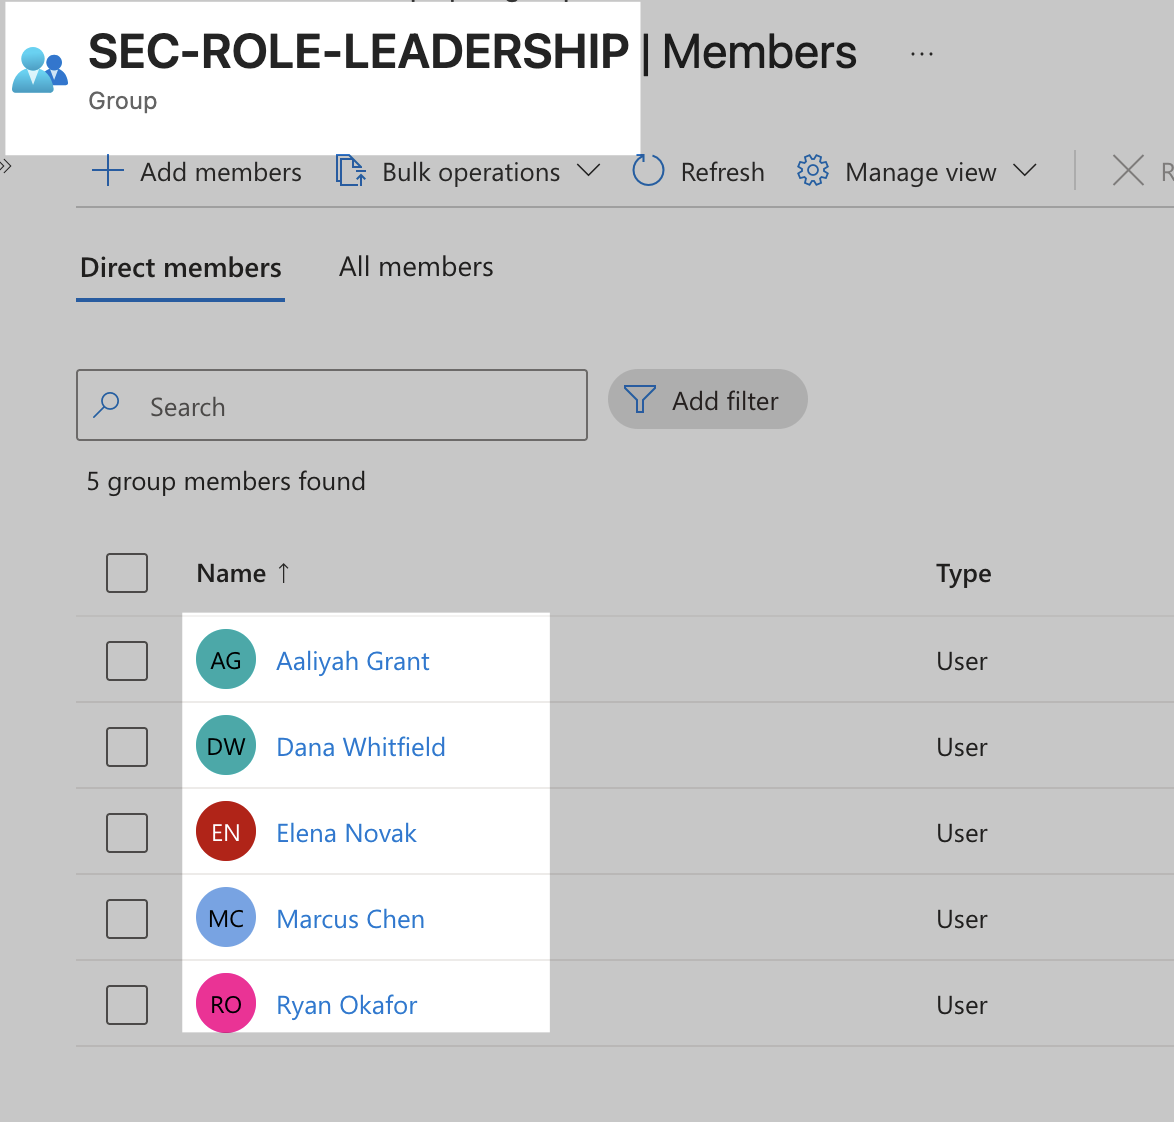 SEC-ROLE-LEADERSHIP | Members ...
Group
Add members Bulk operations Refresh Manage view
Direct members All members
Search Add filter
5 group members found
Name ↑ Type
AG Aaliyah Grant User
DW Dana Whitfield User
EN Elena Novak User
MC Marcus Chen User
RO Ryan Okafor User